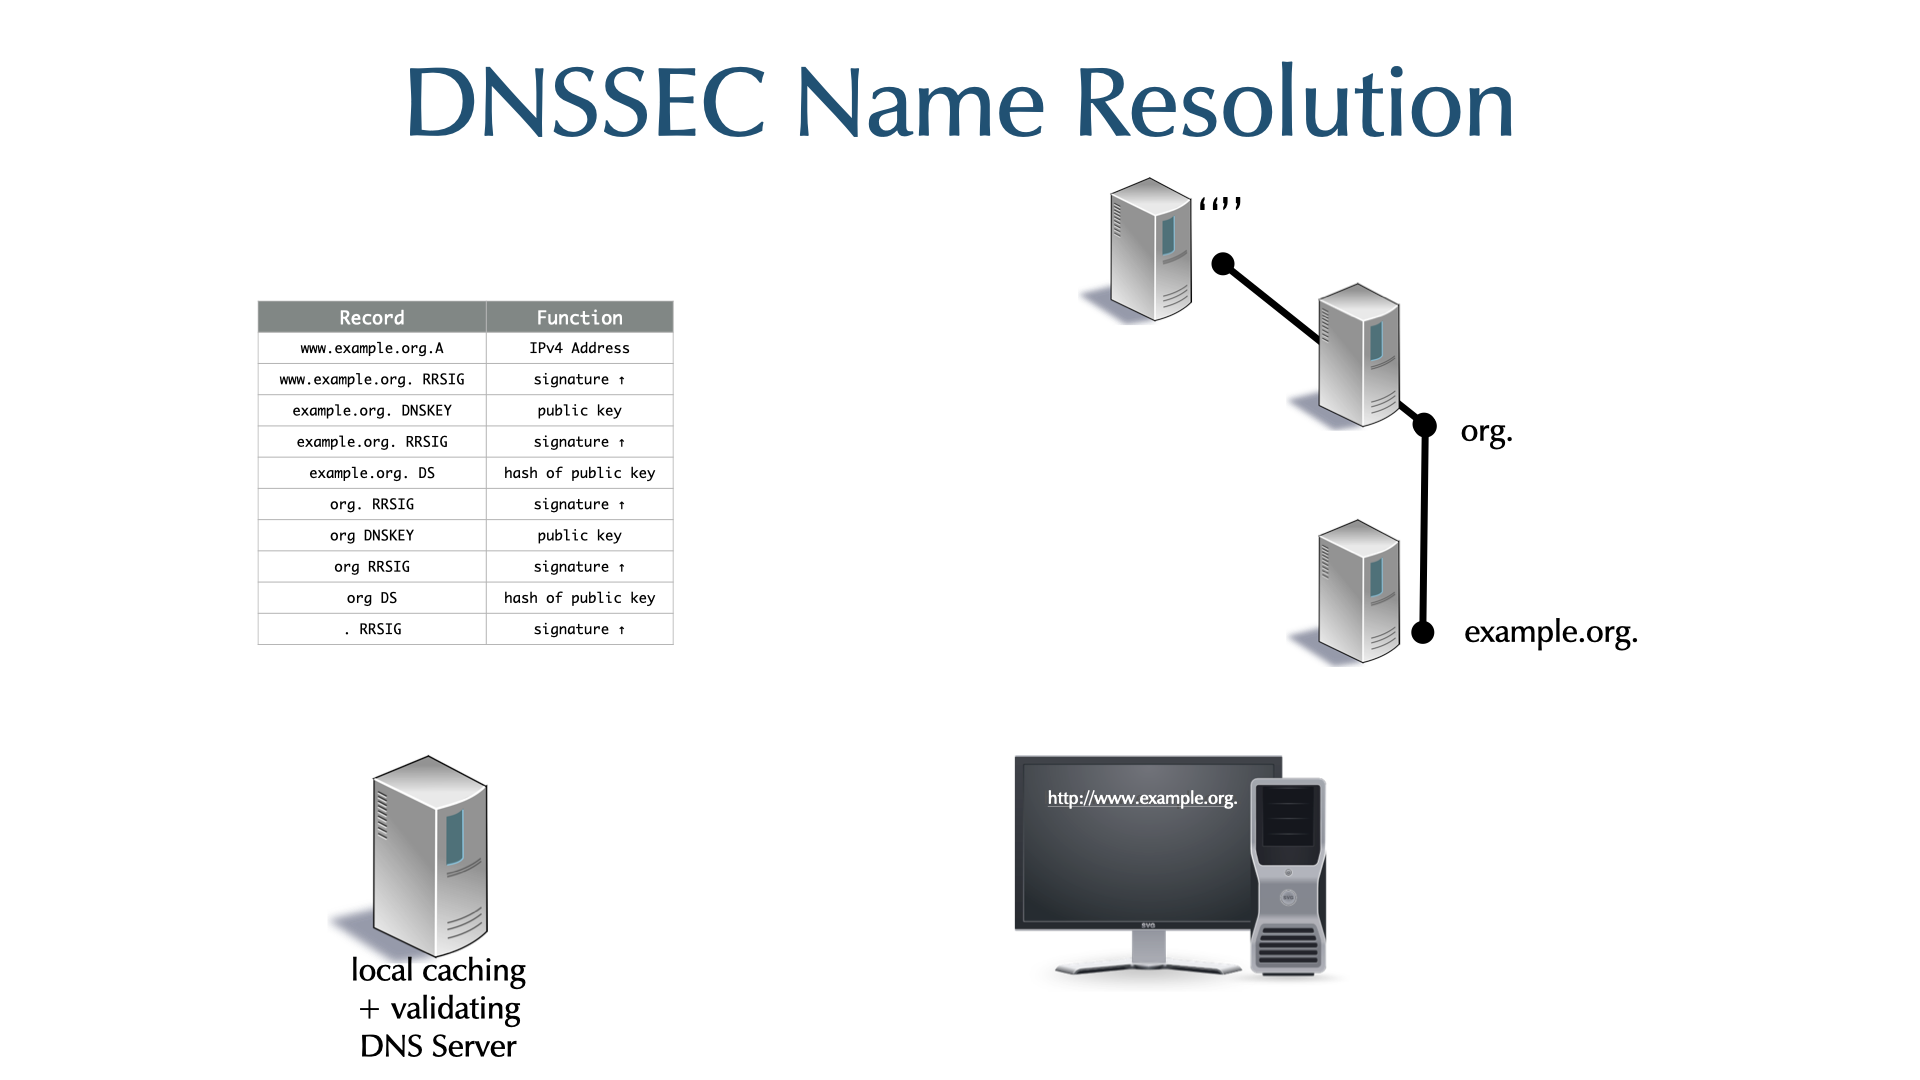 DNSSEC Name Resolution
“”
Record Function
www.example.org.A IPv4 Address
www.example.org. RRSIG signature ↑
example.org. DNSKEY public key
example.org. RRSIG signature ↑
example.org. DS hash of public key
org. RRSIG signature ↑
org DNSKEY public key
org RRSIG signature ↑
org DS hash of public key
. RRSIG signature ↑
org.
example.org.
http://www.example.org.
SVG
SVG
local caching
+ validating
DNS Server